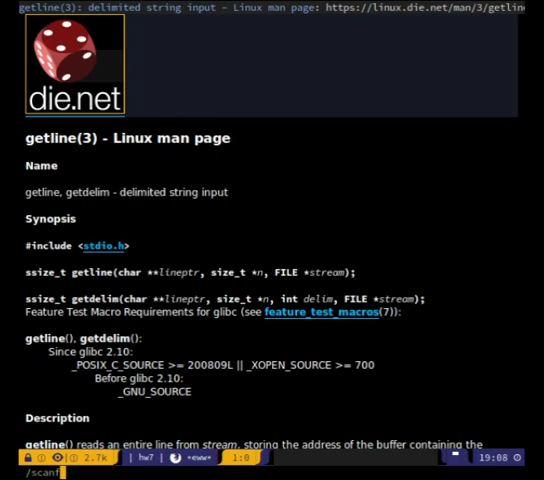 getline(3): delimited string input – Linux man page: https://linux.die.net/man/3/getline
die.net
getline(3) - Linux man page
Name
getline, getdelim - delimited string input
Synopsis
#include <stdio.h>
ssize_t getline(char **lineptr, size_t *n, FILE *stream);
ssize_t getdelim(char **lineptr, size_t *n, int delim, FILE *stream);
Feature Test Macro Requirements for glibc (see feature_test_macros(7)):
getline(), getdelim():
Since glibc 2.10:
_POSIX_C_SOURCE >= 200809L || _XOPEN_SOURCE >= 700
Before glibc 2.10:
_GNU_SOURCE
Description
getline() reads an entire line from stream, storing the address of the buffer containing the
2.7k | hw7 | *eww* 1:0 19:08
/scanf